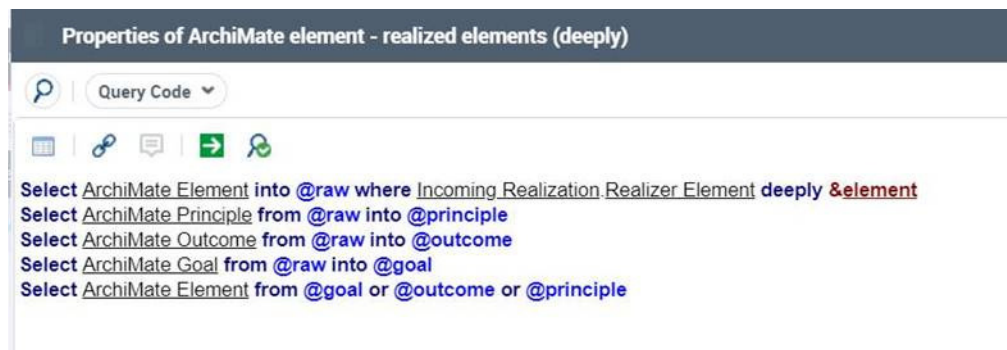 Properties of ArchiMate element - realized elements (deeply)
Query Code
Select ArchiMate Element into @raw where Incoming Realization.Realizer Element deeply &element
Select ArchiMate Principle from @raw into @principle
Select ArchiMate Outcome from @raw into @outcome
Select ArchiMate Goal from @raw into @goal
Select ArchiMate Element from @goal or @outcome or @principle